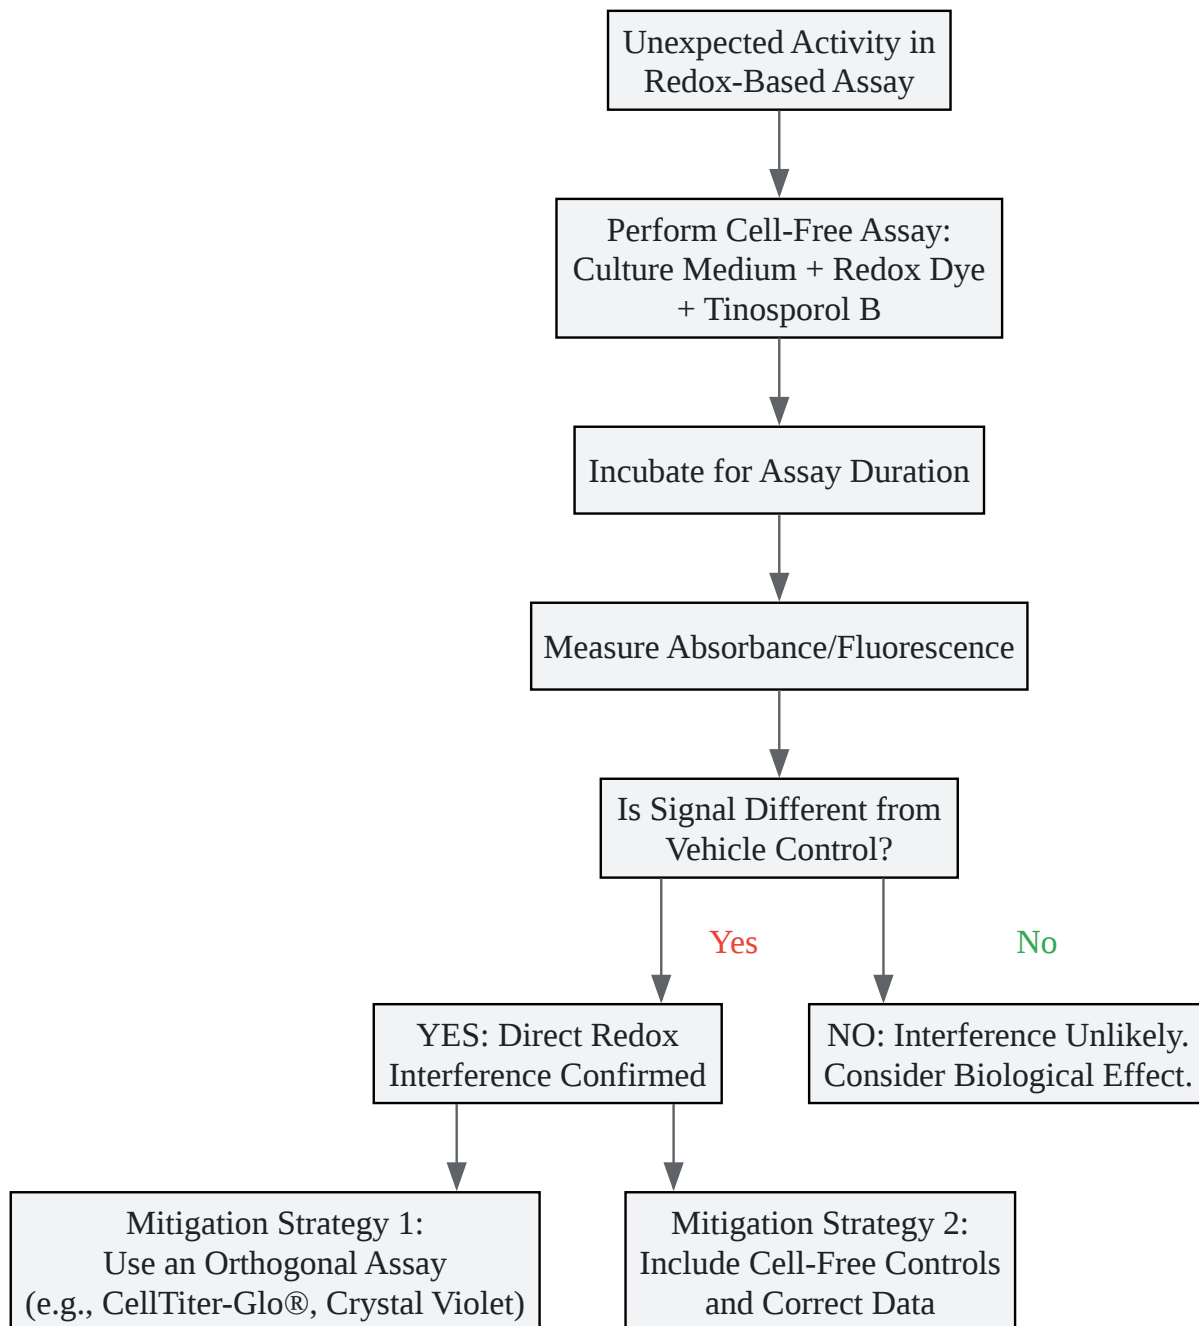 Unexpected Activity in
Redox-Based Assay
Perform Cell-Free Assay:
Culture Medium + Redox Dye
+ Tinosporol B
Incubate for Assay Duration
Measure Absorbance/Fluorescence
Is Signal Different from
Vehicle Control?
Yes
No
YES: Direct Redox
Interference Confirmed
NO: Interference Unlikely.
Consider Biological Effect.
Mitigation Strategy 1:
Use an Orthogonal Assay
(e.g., CellTiter-Glo®, Crystal Violet)
Mitigation Strategy 2:
Include Cell-Free Controls
and Correct Data